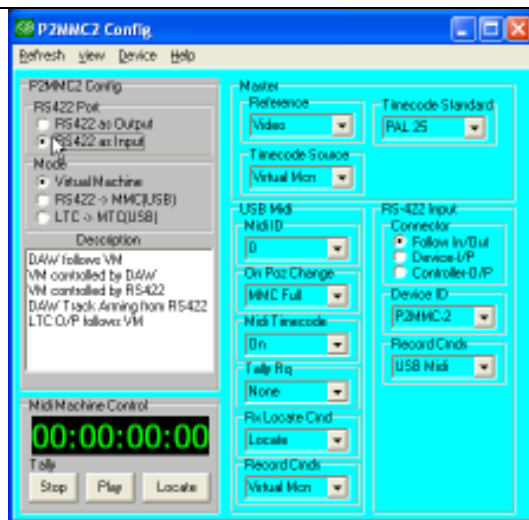 P2MMC2 Config
Refresh View Device Help
P2MMC2 Config
RS422 Port
RS422 as Output
RS422 as Input
Mode
Virtual Machine
RS422 -> MMC(USB)
LTC -> MTC(USB)
Description
DAW follows VM
VM controlled by DAW
VM controlled by RS422
DAW Track Arming from RS422
LTC O/P follows VM
Midi Machine Control
00:00:00:00
Tally
Stop Play Locate
Master
Reference
Video
Timecode Standard
PAL 25
Timecode Source
Virtual Mcn
USB Midi
Midi ID
0
On Poz Change
MMC Full
Midi Timecode
On
Tally Rq
None
Rx Locate Cmd
Locate
Record Cmds
Virtual Mcn
RS-422 Input
Connector
Follow In/Out
Device-I/P
Controller-O/P
Device ID
P2MMC-2
Record Cmds
USB Midi